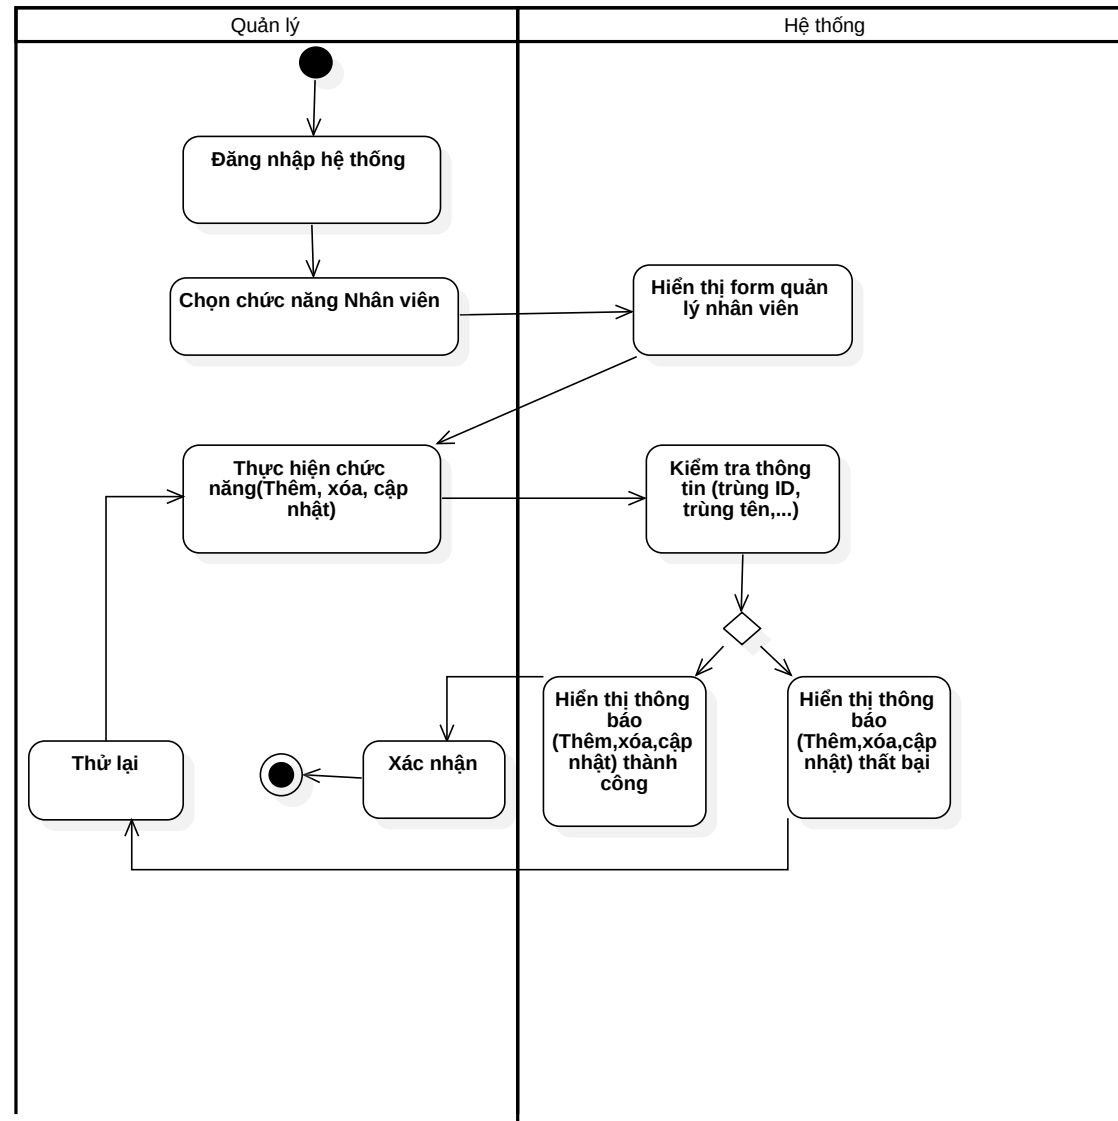 Quản lý
Hệ thống
Đăng nhập hệ thống
Chọn chức năng Nhân viên
Hiển thị form quản
lý nhân viên
Thực hiện chức
năng(Thêm, xóa, cập
nhật)
Kiểm tra thông
tin (trùng ID,
trùng tên,...)
Thử lại
Xác nhận
Hiển thị thông
báo
(Thêm,xóa,cập
nhật) thành
công
Hiển thị thông
báo
(Thêm,xóa,cập
nhật) thất bại